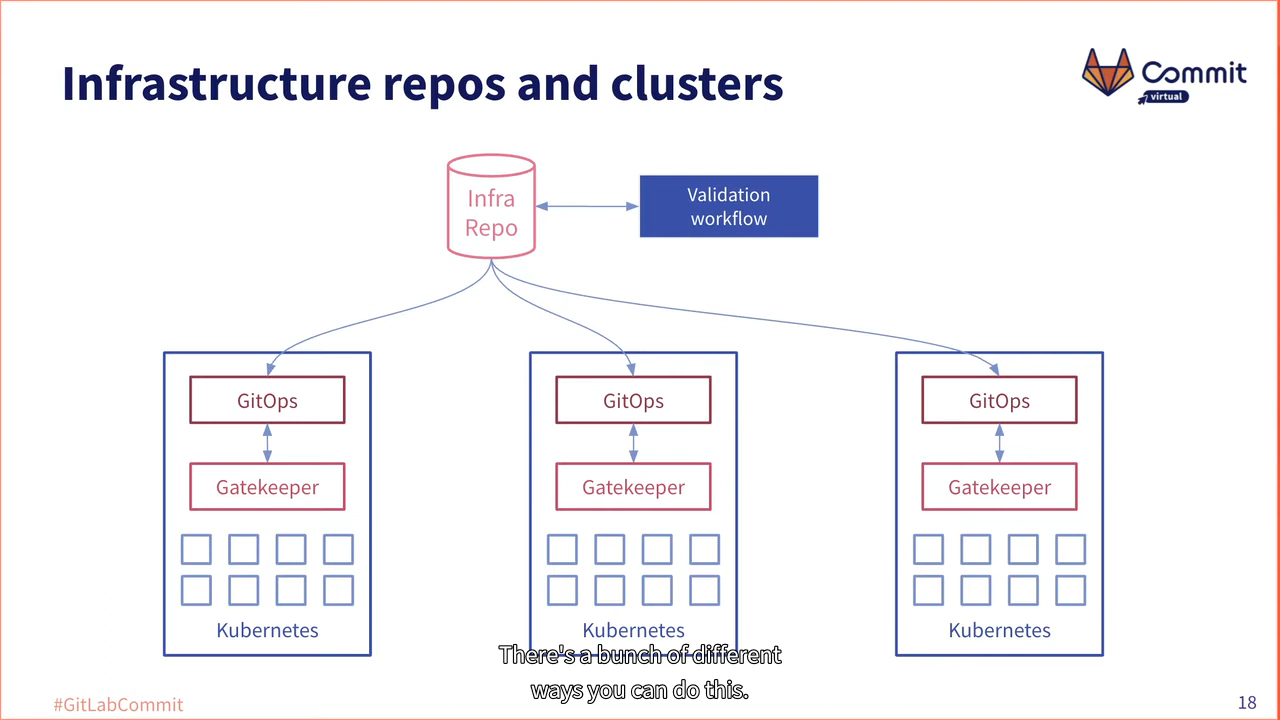 Infrastructure repos and clusters
Commit
virtual
Infra
Repo
Validation
workflow
GitOps
GitOps
GitOps
Gatekeeper
Gatekeeper
Gatekeeper
Kubernetes
Kubernetes
Kubernetes
There's a bunch of different
ways you can do this.
#GitLabCommit
18